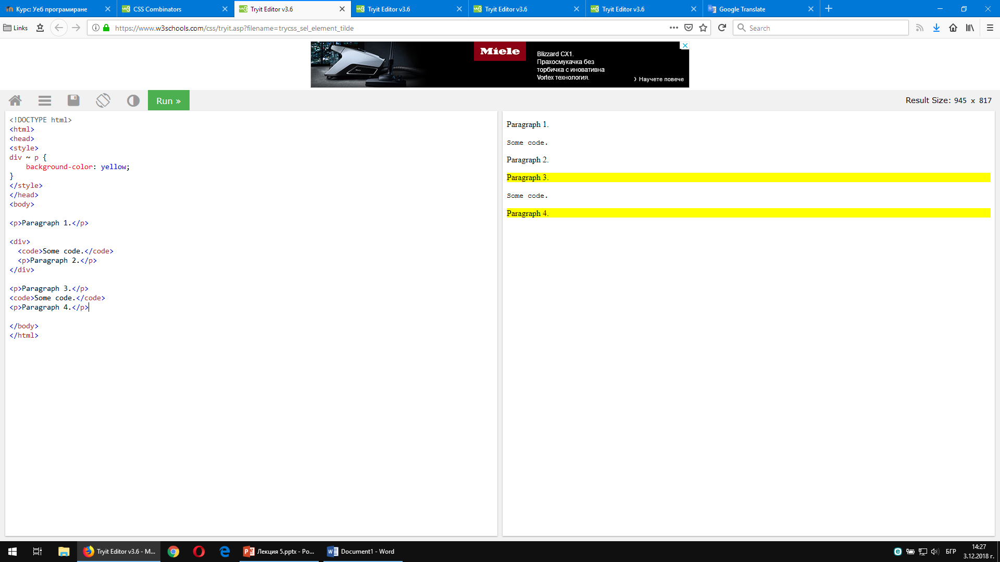 Курс: Уеб програмиране
CSS Combinators
Tryit Editor v3.6
Tryit Editor v3.6
Tryit Editor v3.6
Tryit Editor v3.6
Google Translate
Links
https://www.w3schools.com/css/tryit.asp?filename=trycss_sel_element_tilde
Search
Miele
Blizzard CX1.
Прахосмукачка без
торбичка с иновативна
Vortex технология.
› Научете повече
Run »
Result Size: 945 x 817
<!DOCTYPE html>
<html>
<head>
<style>
div ~ p {
    background-color: yellow;
}
</style>
</head>
<body>
<p>Paragraph 1.</p>
<div>
  <code>Some code.</code>
  <p>Paragraph 2.</p>
</div>
<p>Paragraph 3.</p>
<code>Some code.</code>
<p>Paragraph 4.</p>
</body>
</html>
Paragraph 1.
Some code.
Paragraph 2.
Paragraph 3.
Some code.
Paragraph 4.
Tryit Editor v3.6 - M...
Лекция 5.pptx - Po...
Document1 - Word
БГР
14:27
3.12.2018 г.